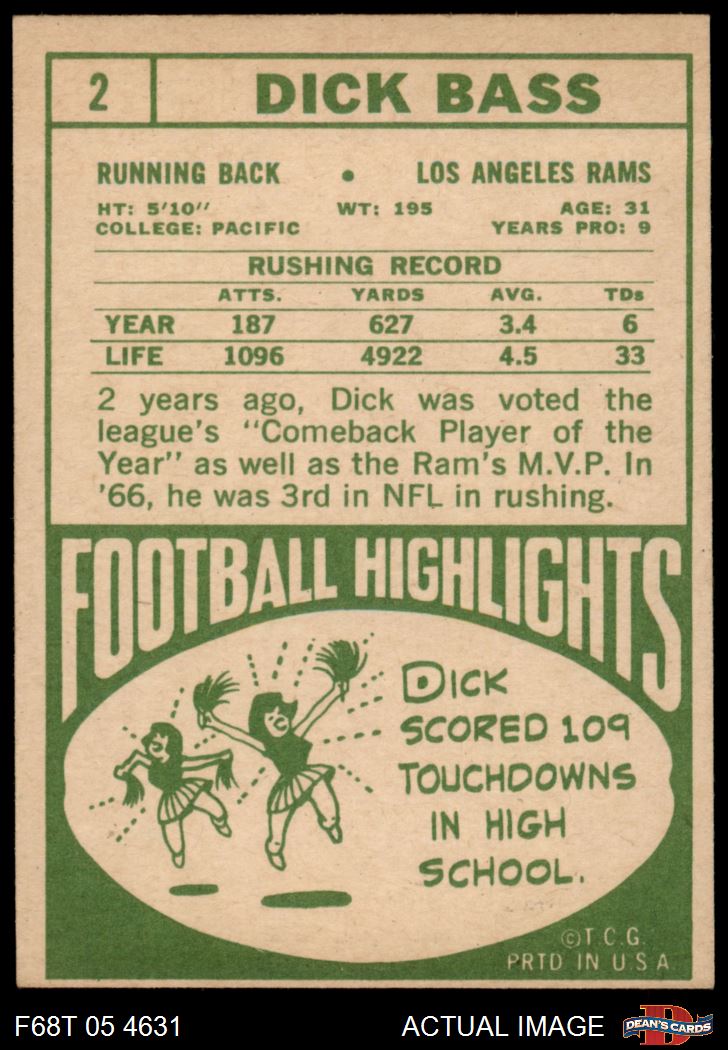 2 DICK BASS
RUNNING BACK • LOS ANGELES RAMS
HT: 5'10" WT: 195 AGE: 31
COLLEGE: PACIFIC YEARS PRO: 9
RUSHING RECORD
ATTS. YARDS AVG. TDs
YEAR 187 627 3.4 6
LIFE 1096 4922 4.5 33
2 years ago, Dick was voted the
league's "Comeback Player of the
Year" as well as the Ram's M.V.P. In
'66, he was 3rd in NFL in rushing.
FOOTBALL HIGHLIGHTS
DICK
SCORED 109
TOUCHDOWNS
IN HIGH
SCHOOL.
©T.C.G.
PRTD IN U.S.A.
F68T 05 4631 ACTUAL IMAGE D DEAN'S CARDS